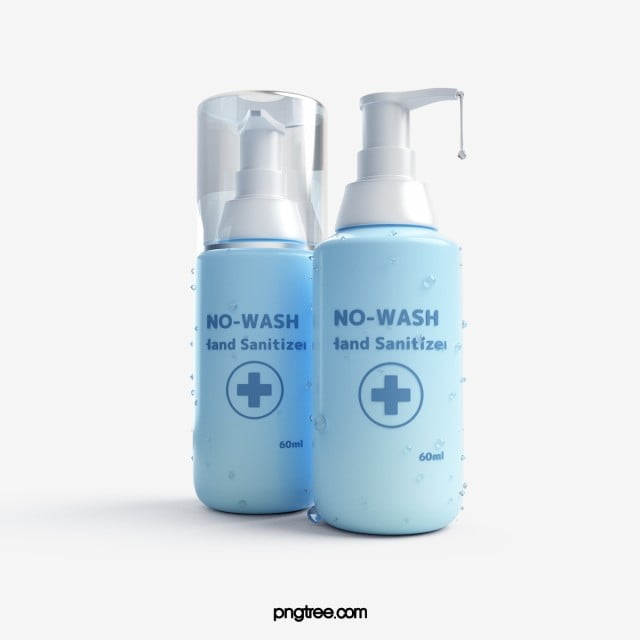 NO-WASH
Hand Sanitizer
60ml
NO-WASH
Hand Sanitizer
60ml
pngtree.com